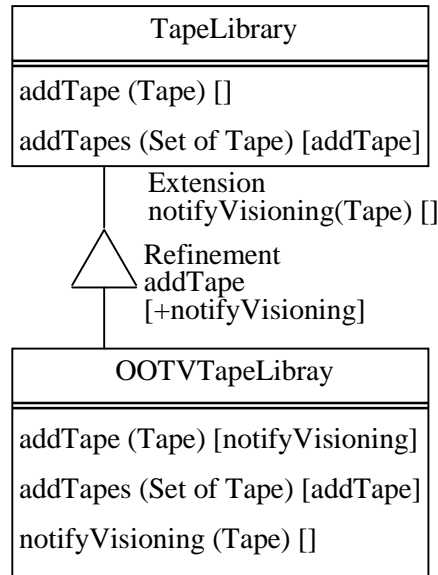 TapeLibrary
addTape (Tape) []
addTapes (Set of Tape) [addTape]
Extension
notifyVisioning(Tape) []
Refinement
addTape
[+notifyVisioning]
OOTVTapeLibray
addTape (Tape) [notifyVisioning]
addTapes (Set of Tape) [addTape]
notifyVisioning (Tape) []